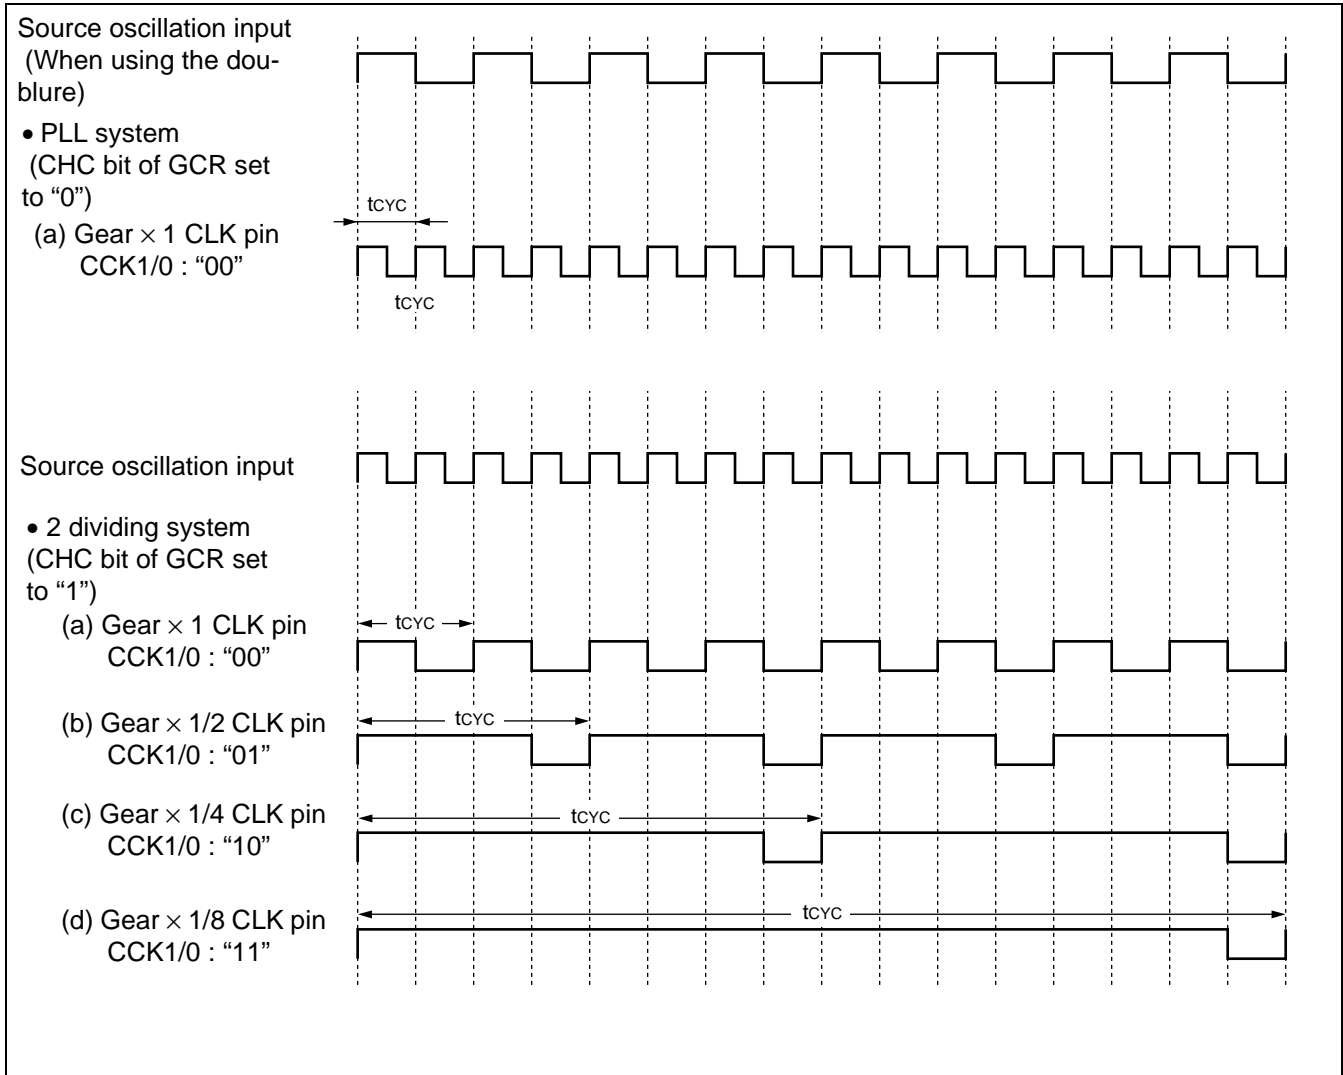 Source oscillation input
(When using the dou-
blure)
• PLL system
(CHC bit of GCR set
to “0”)
tCYC
(a) Gear × 1 CLK pin
CCK1/0 : “00”
tCYC
Source oscillation input
• 2 dividing system
(CHC bit of GCR set
to “1”)
(a) Gear × 1 CLK pin
CCK1/0 : “00”
tCYC
(b) Gear × 1/2 CLK pin
CCK1/0 : “01”
tCYC
(c) Gear × 1/4 CLK pin
CCK1/0 : “10”
tCYC
(d) Gear × 1/8 CLK pin
CCK1/0 : “11”
tCYC